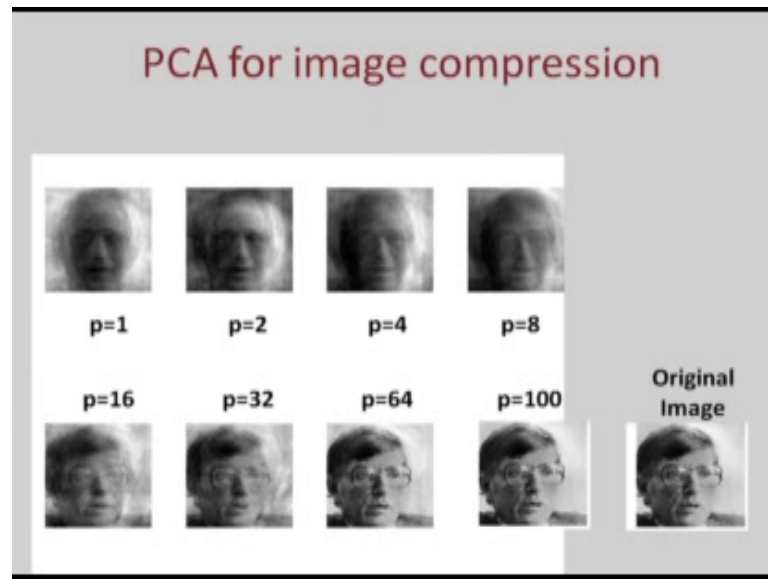 PCA for image compression
p=1
p=2
p=4
p=8
p=16
p=32
p=64
p=100
Original
Image